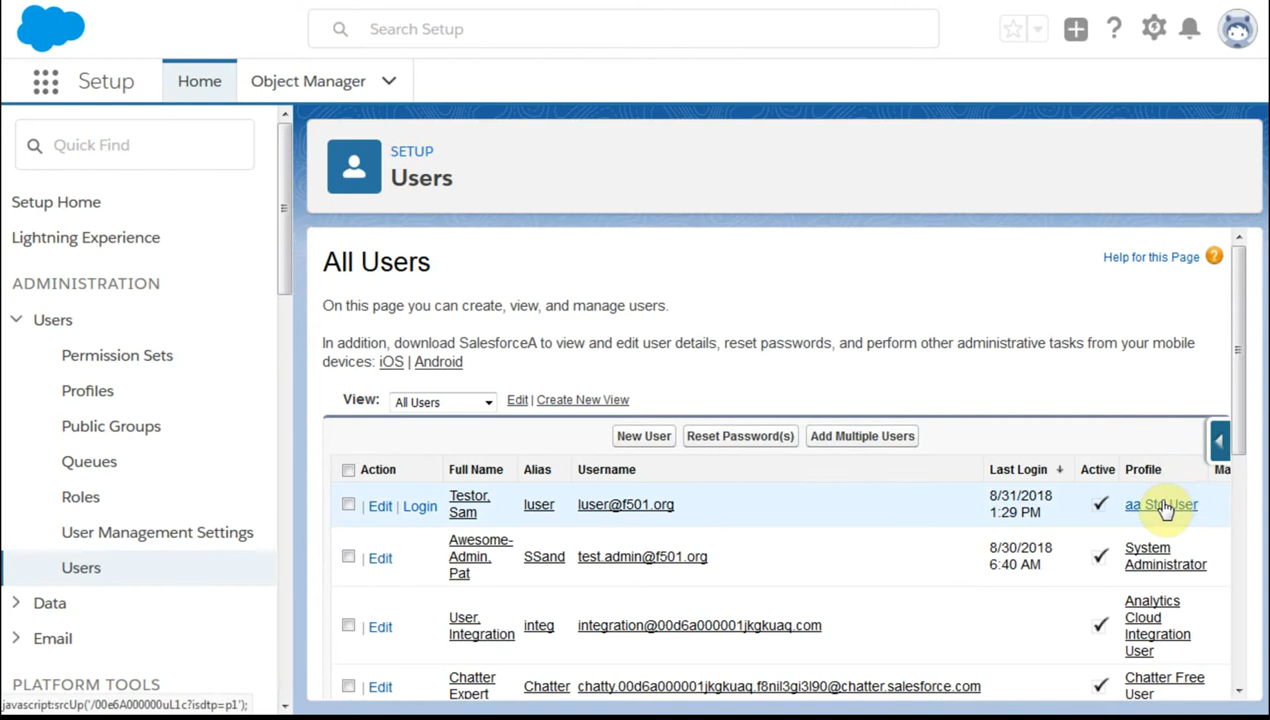 Search Setup
Setup
Home
Object Manager
Quick Find
Setup Home
Lightning Experience
ADMINISTRATION
Users
Permission Sets
Profiles
Public Groups
Queues
Roles
User Management Settings
Users
Data
Email
PLATFORM TOOLS
javascript:srcUp('/00e6A000000uL1c?isdtp=p1');
SETUP
Users
All Users
Help for this Page ?
On this page you can create, view, and manage users.
In addition, download SalesforceA to view and edit user details, reset passwords, and perform other administrative tasks from your mobile
devices: iOS | Android
View: All Users Edit | Create New View
New User Reset Password(s) Add Multiple Users
Action Full Name Alias Username Last Login Active Profile Ma
Edit | Login Testor, Sam luser luser@f501.org 8/31/2018 1:29 PM aa Std User
Edit Awesome-Admin, Pat SSand test.admin@f501.org 8/30/2018 6:40 AM System Administrator
Edit User, Integration integ integration@00d6a000001jkgkuaq.com Analytics Cloud Integration User
Edit Chatter Expert Chatter chatty.00d6a000001jkgkuaq.f8nil3gi3l90@chatter.salesforce.com Chatter Free User